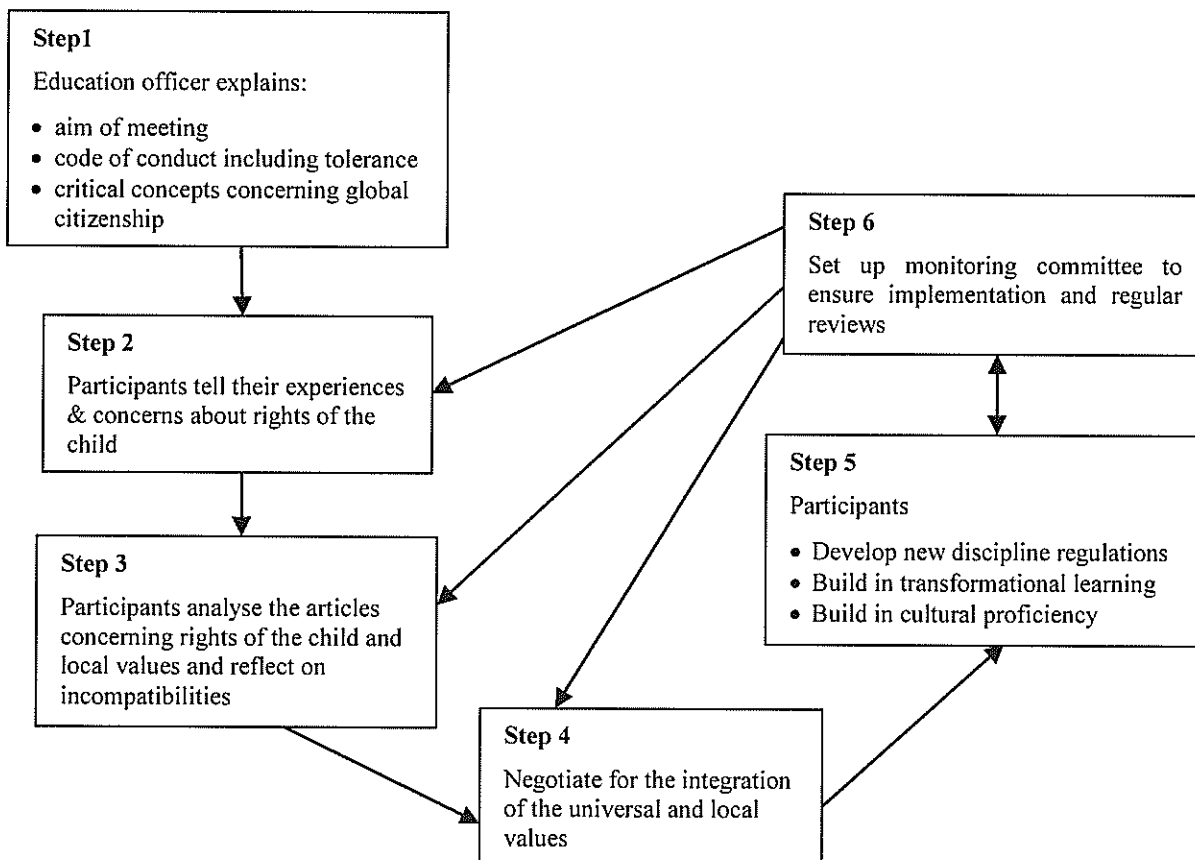 Step1
Education officer explains:
• aim of meeting
• code of conduct including tolerance
• critical concepts concerning global
citizenship
Step 2
Participants tell their experiences
& concerns about rights of the
child
Step 3
Participants analyse the articles
concerning rights of the child and
local values and reflect on
incompatibilities
Step 4
Negotiate for the integration
of the universal and local
values
Step 5
Participants
• Develop new discipline regulations
• Build in transformational learning
• Build in cultural proficiency
Step 6
Set up monitoring committee to
ensure implementation and regular
reviews